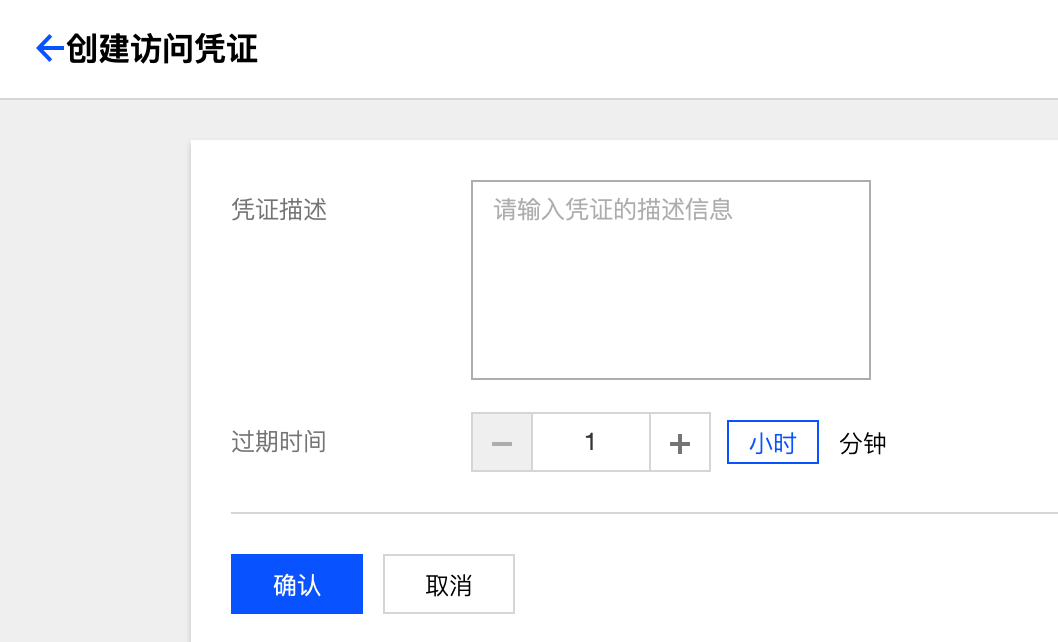 创建访问凭证
凭证描述
请输入凭证的描述信息
过期时间
1
小时
分钟
确认
取消